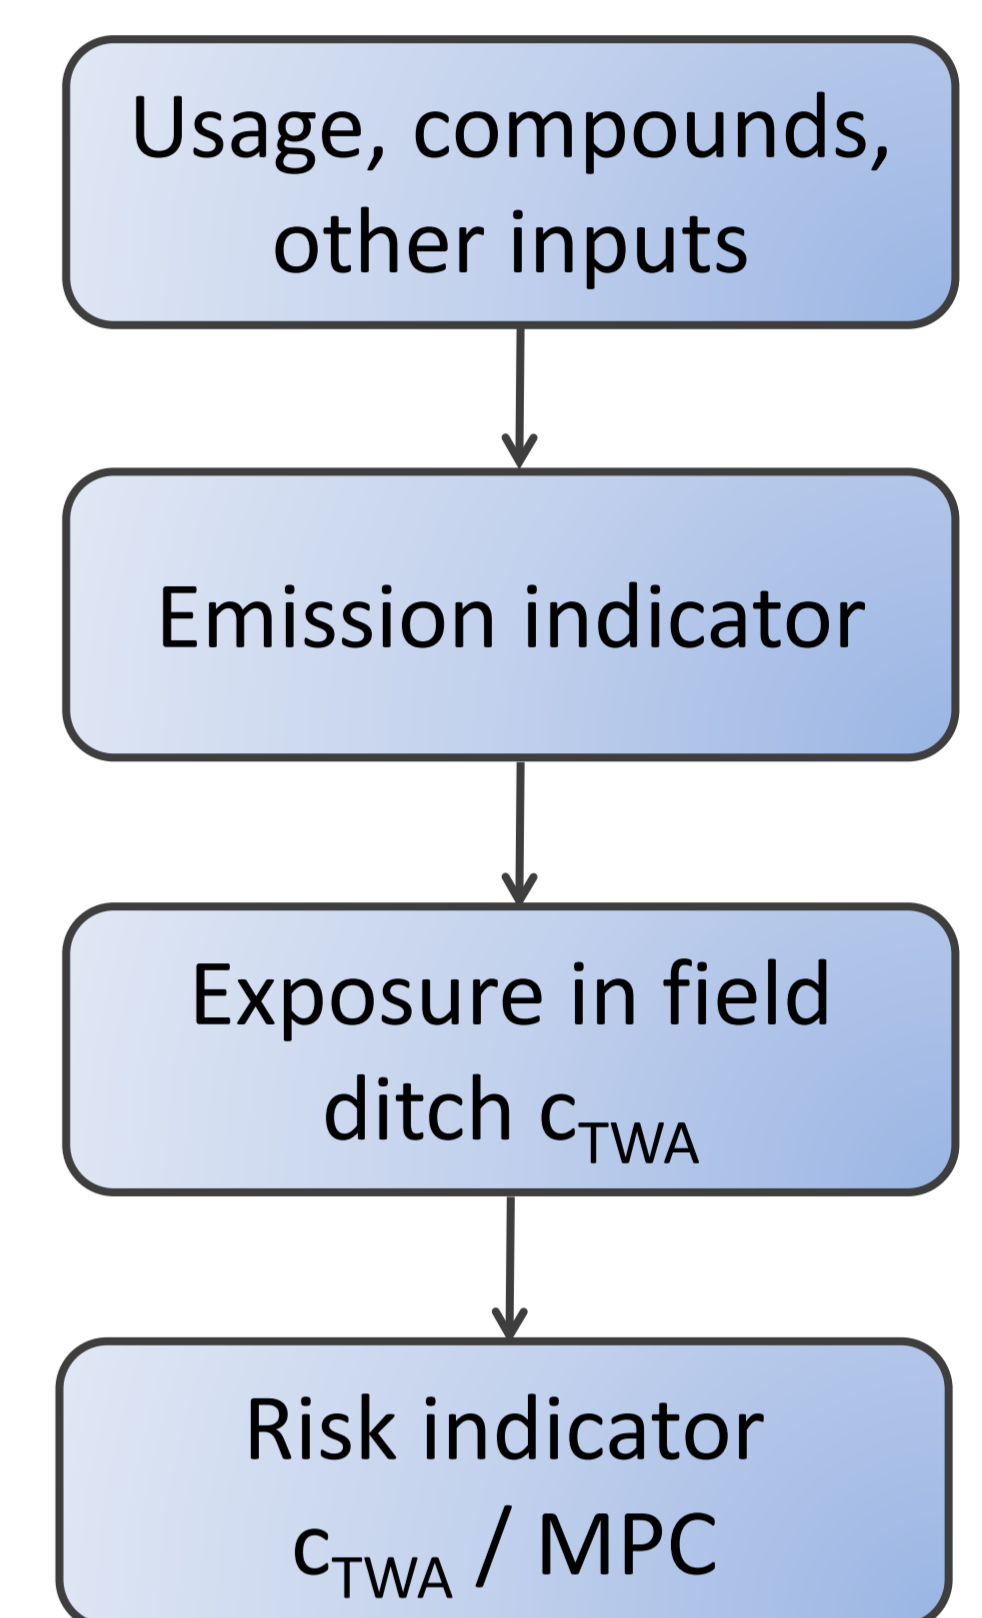 Usage, compounds,
other inputs
Emission indicator
Exposure in field
ditch cTWA
Risk indicator
cTWA / MPC